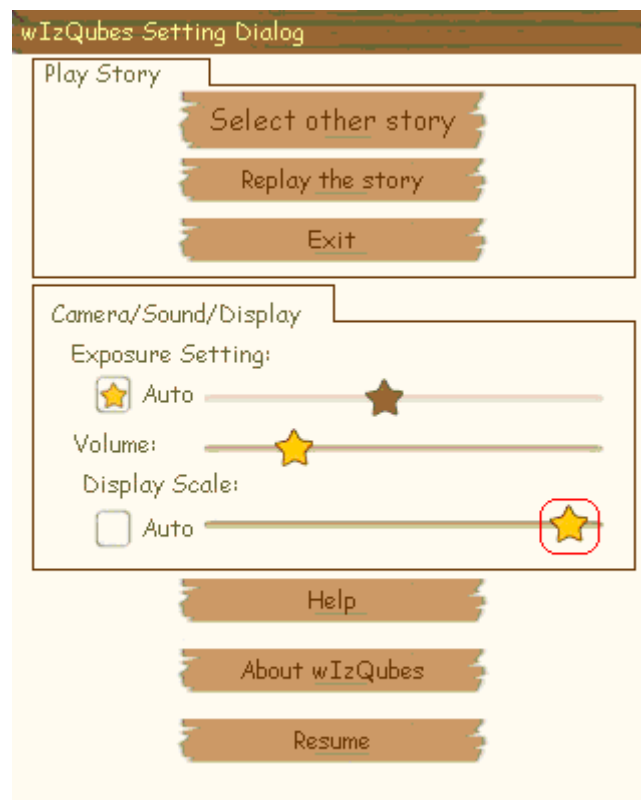 wIzQubes Setting Dialog
Play Story
Select other story
Replay the story
Exit
Camera/Sound/Display
Exposure Setting:
Auto
Volume:
Display Scale:
Auto
Help
About wIzQubes
Resume